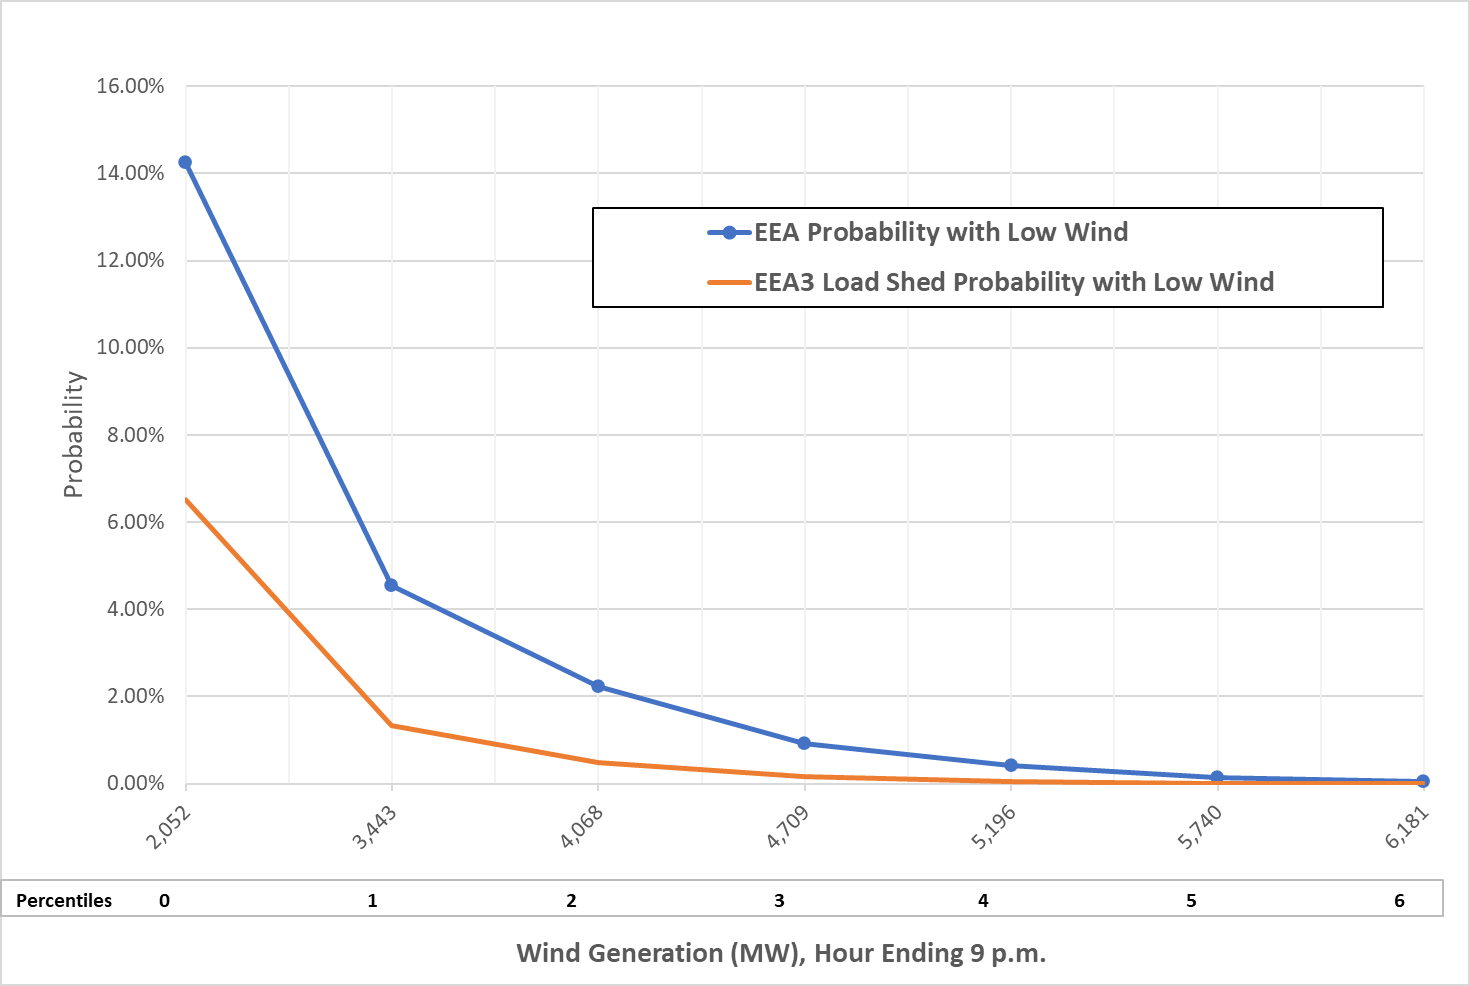 16.00%
14.00%
12.00%
10.00%
8.00%
6.00%
4.00%
2.00%
0.00%
Probability
EEA Probability with Low Wind
EEA3 Load Shed Probability with Low Wind
2,052 3,443 4,068 4,709 5,196 5,740 6,181
Percentiles 0 1 2 3 4 5 6
Wind Generation (MW), Hour Ending 9 p.m.